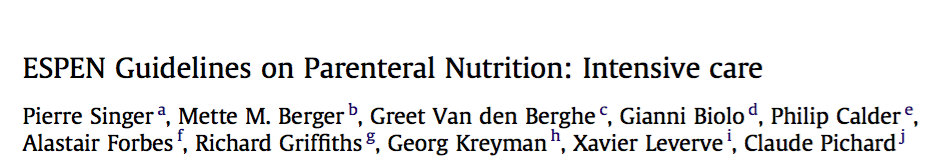 ESPEN Guidelines on Parenteral Nutrition: Intensive care
Pierre Singer a, Mette M. Berger b, Greet Van den Berghe c, Gianni Biolo d, Philip Calder e,
Alastair Forbes f, Richard Griffiths g, Georg Kreyman h, Xavier Leverve i, Claude Pichard j